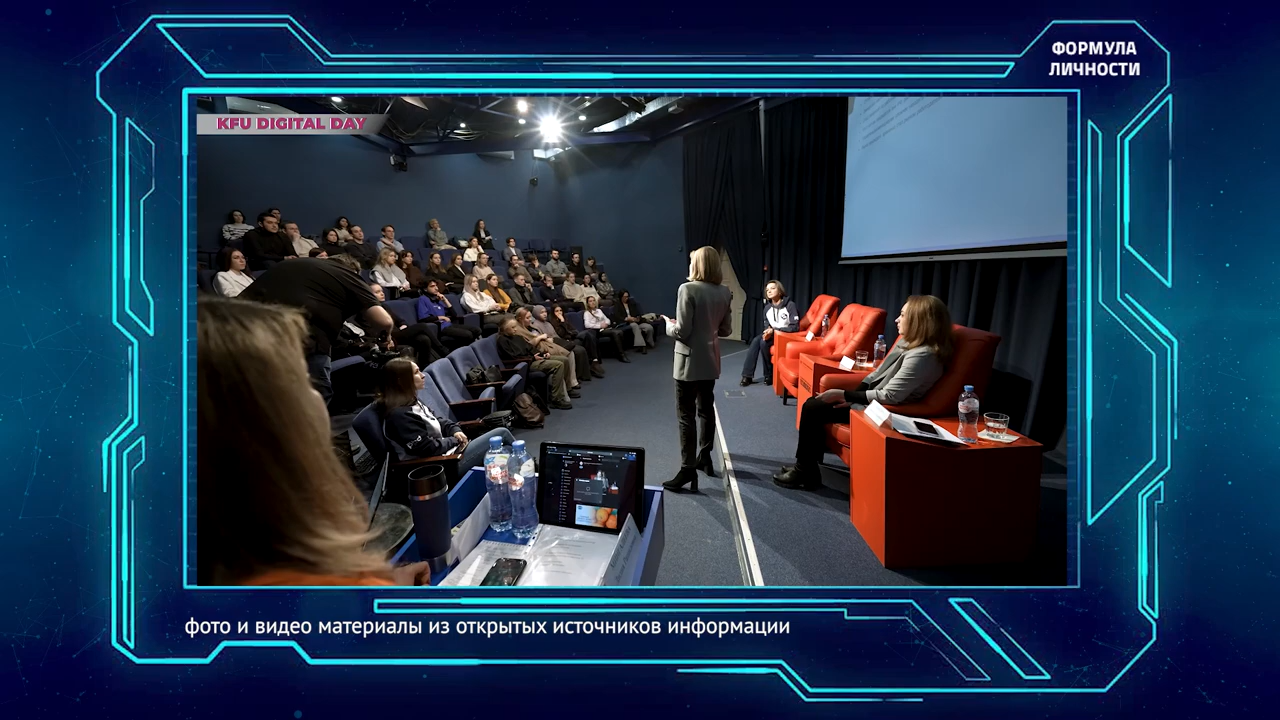 ФОРМУЛА
ЛИЧНОСТИ
KFU DIGITAL DAY
фото и видео материалы из открытых источников информации